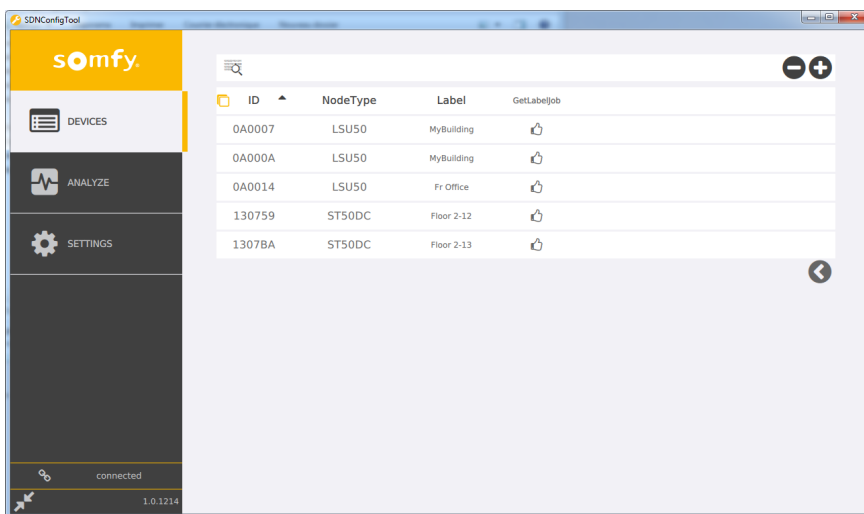 SDNConfigTool
somfy.
DEVICES
ANALYZE
SETTINGS
connected
1.0.1214
ID NodeType Label GetLabelJob
0A0007 LSU50 MyBuilding
0A000A LSU50 MyBuilding
0A0014 LSU50 Fr Office
130759 ST50DC Floor 2-12
1307BA ST50DC Floor 2-13